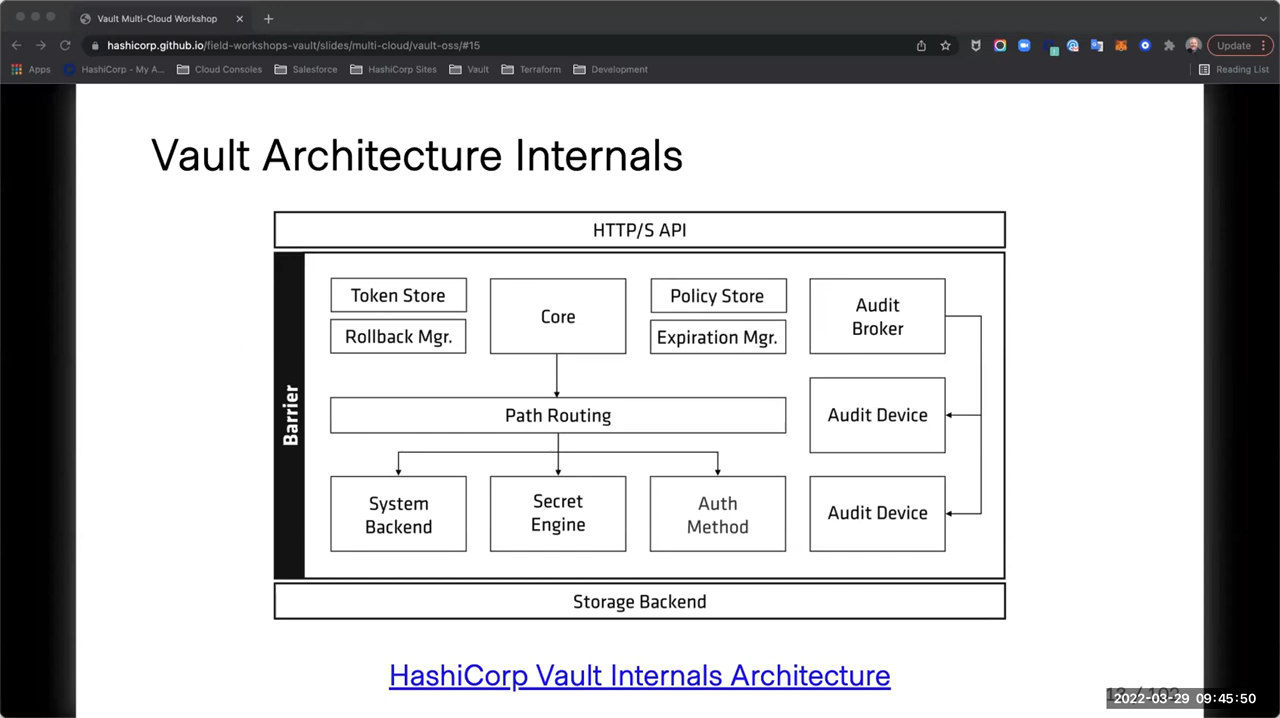 Vault Multi-Cloud Workshop
hashicorp.github.io/field-workshops-vault/slides/multi-cloud/vault-oss/#15
Update
Apps
HashiCorp - My A...
Cloud Consoles
Salesforce
HashiCorp Sites
Vault
Terraform
Development
Reading List
Vault Architecture Internals
HTTP/S API
Barrier
Token Store
Core
Policy Store
Audit
Broker
Rollback Mgr.
Expiration Mgr.
Path Routing
Audit Device
System
Backend
Secret
Engine
Auth
Method
Audit Device
Storage Backend
HashiCorp Vault Internals Architecture
2022-03-29 09:45:50